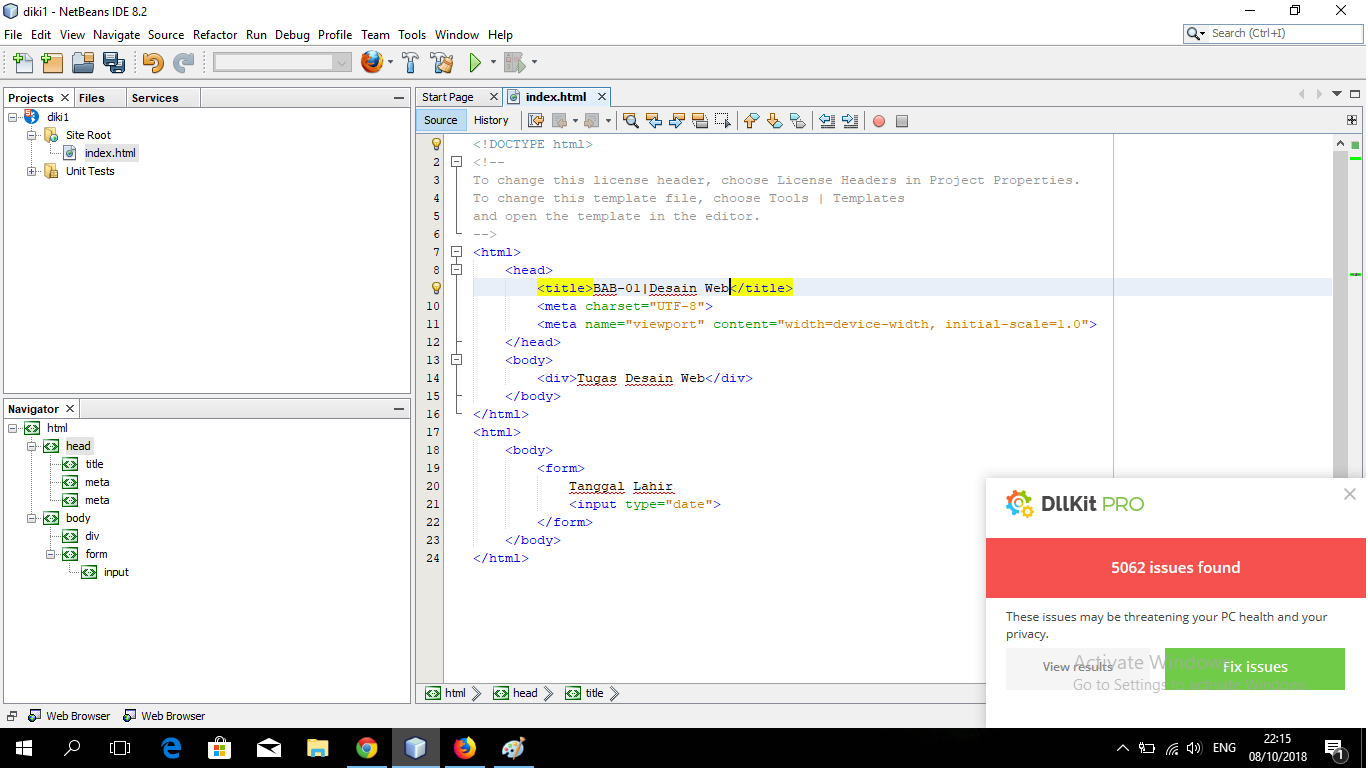 diki1 - NetBeans IDE 8.2
File Edit View Navigate Source Refactor Run Debug Profile Team Tools Window Help
Search (Ctrl+I)
Projects Files Services
diki1
Site Root
index.html
Unit Tests
Navigator
html
head
title
meta
meta
body
div
form
input
Start Page index.html
Source History
<!DOCTYPE html>
2 <!--
3 To change this license header, choose License Headers in Project Properties.
4 To change this template file, choose Tools | Templates
5 and open the template in the editor.
6 -->
7 <html>
8 <head>
<title>BAB-01|Desain Web</title>
10 <meta charset="UTF-8">
11 <meta name="viewport" content="width=device-width, initial-scale=1.0">
12 </head>
13 <body>
14 <div>Tugas Desain Web</div>
15 </body>
16 </html>
17 <html>
18 <body>
19 <form>
20 Tanggal Lahir
21 <input type="date">
22 </form>
23 </body>
24 </html>
html head title
DllKit PRO
5062 issues found
These issues may be threatening your PC health and your
privacy.
View results Fix issues
Activate Windows
Go to Settings to activate Windows.
Web Browser Web Browser
ENG
22:15
08/10/2018
1